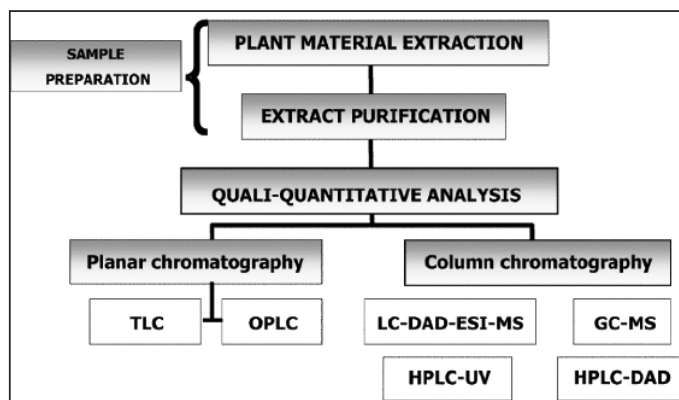 PLANT MATERIAL EXTRACTION
SAMPLE
PREPARATION
EXTRACT PURIFICATION
QUALI-QUANTITATIVE ANALYSIS
Planar chromatography
Column chromatography
TLC
OPLC
LC-DAD-ESI-MS
GC-MS
HPLC-UV
HPLC-DAD